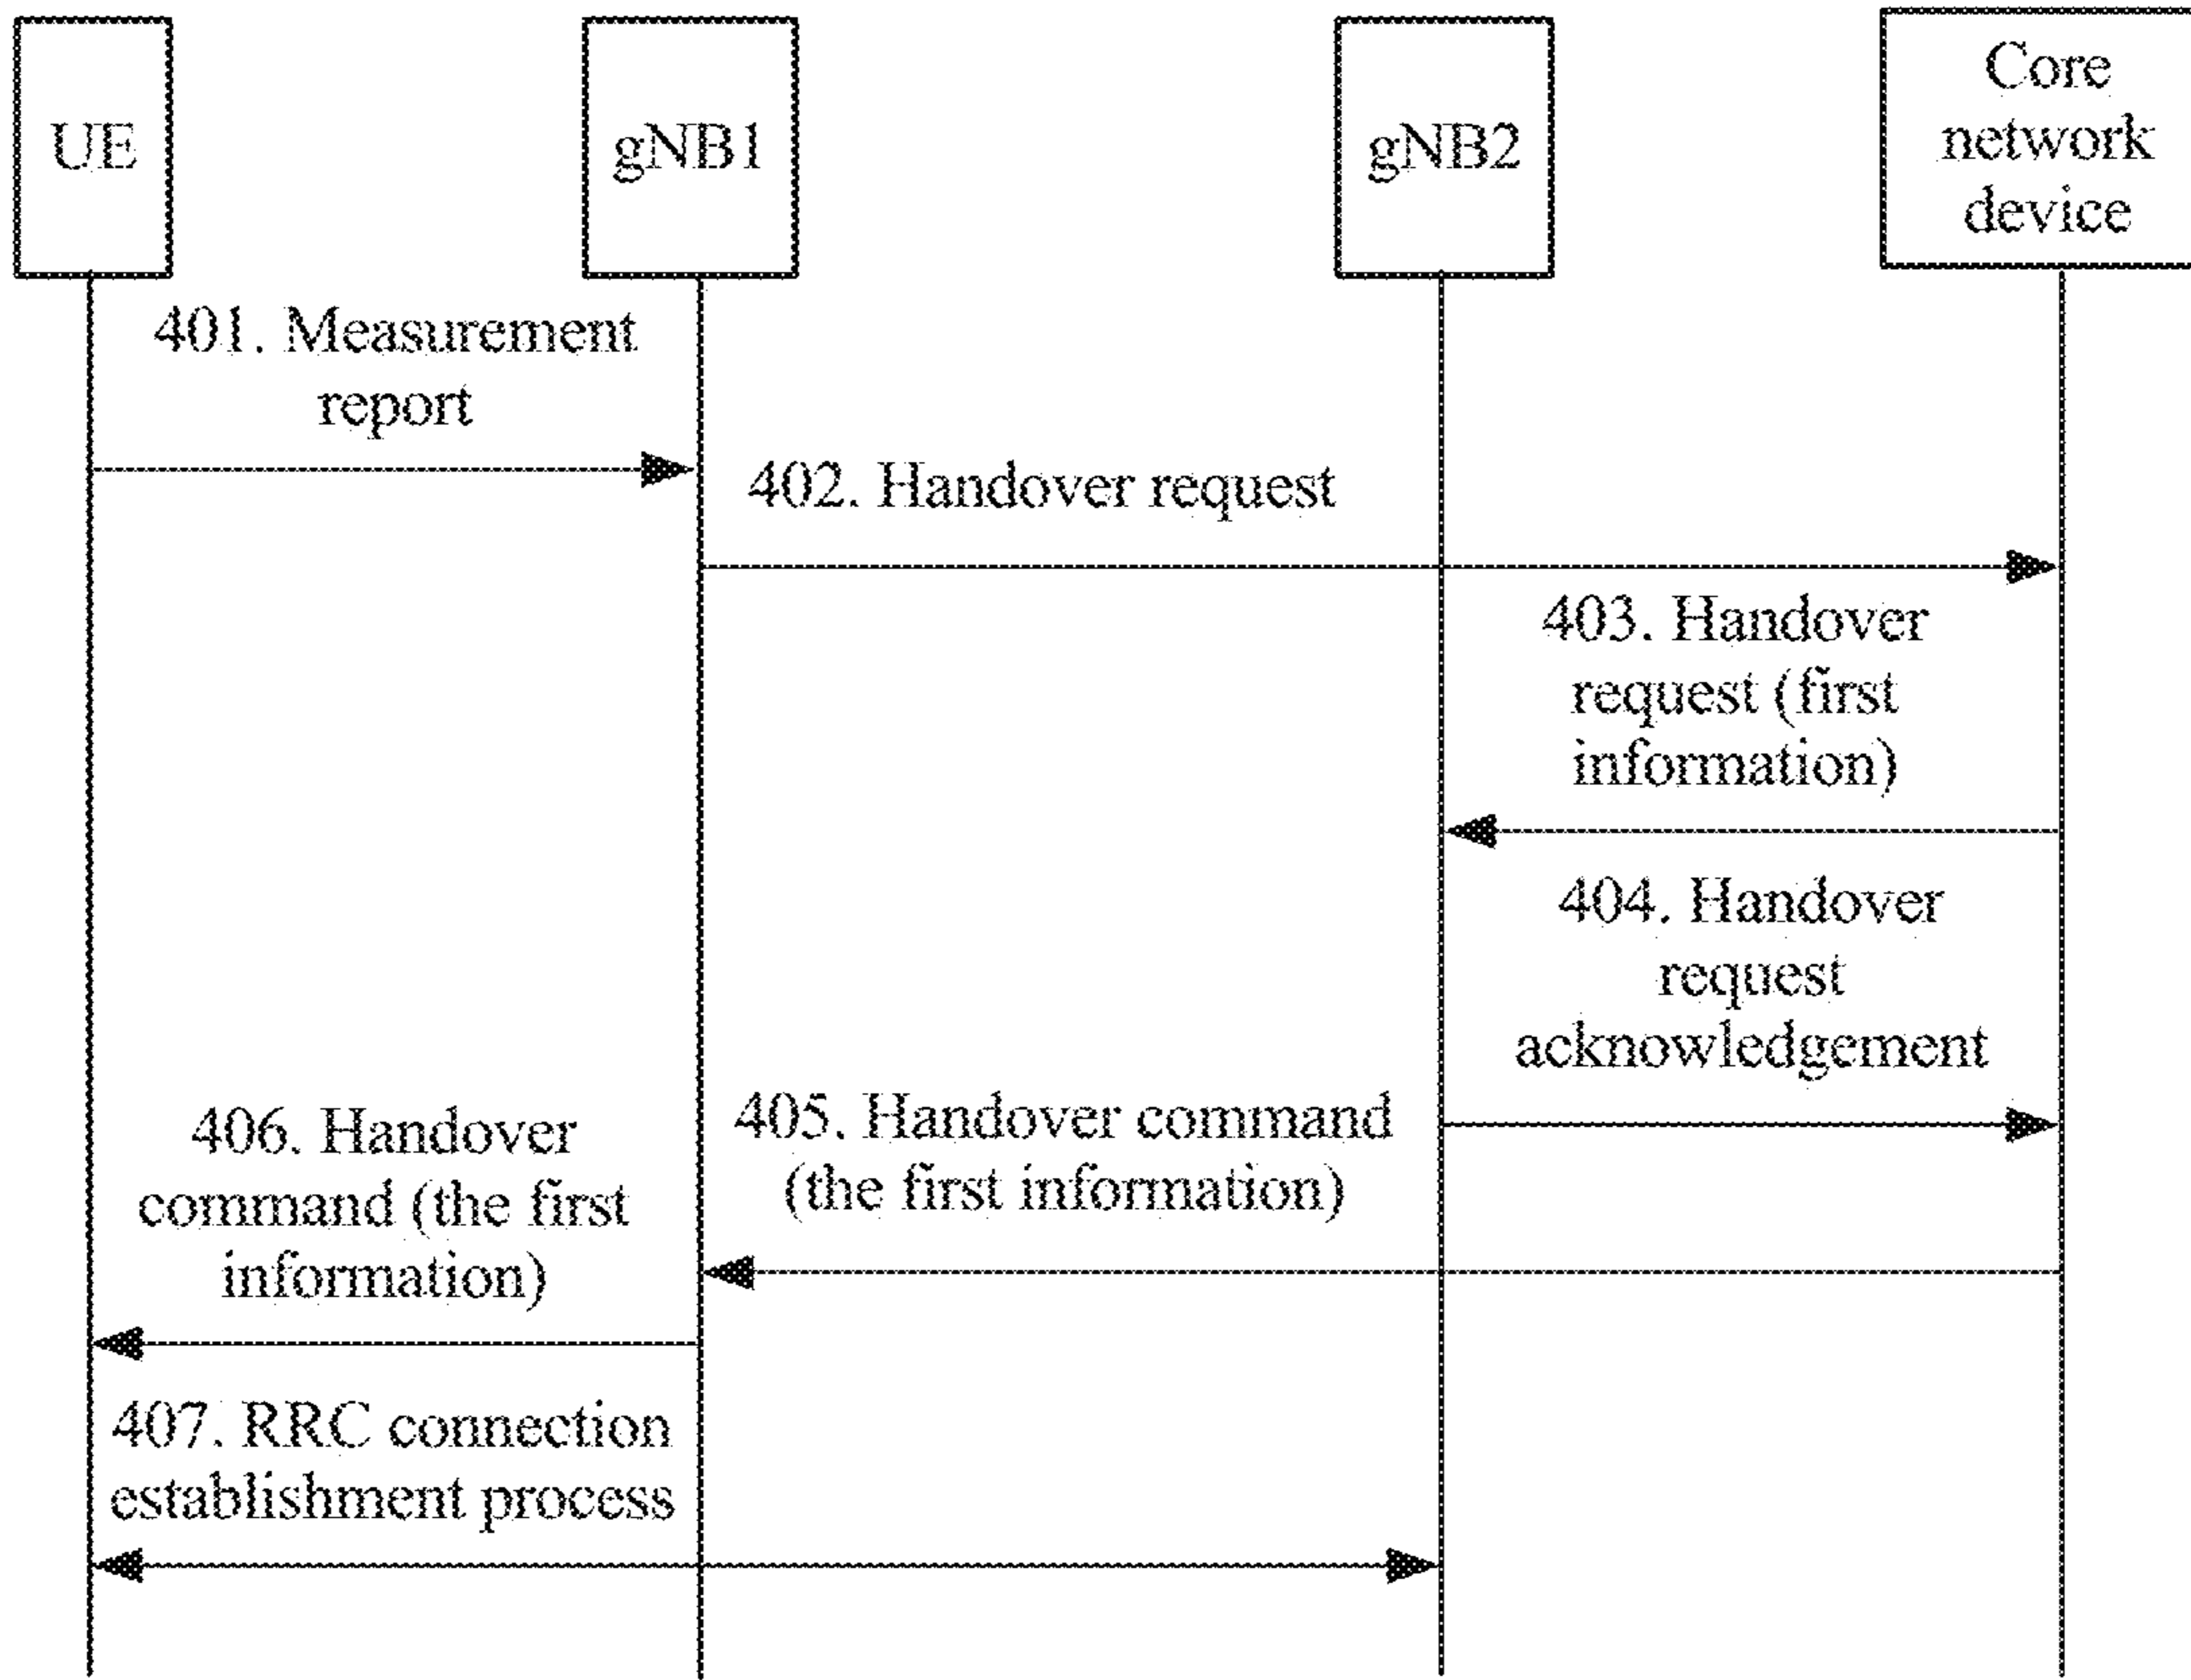 UE
gNB1
gNB2
Core
network
device
401. Measurement
report
402. Handover request
403. Handover
request (first
information)
404. Handover
request
acknowledgement
405. Handover command
(the first information)
406. Handover
command (the first
information)
407. RRC connection
establishment process